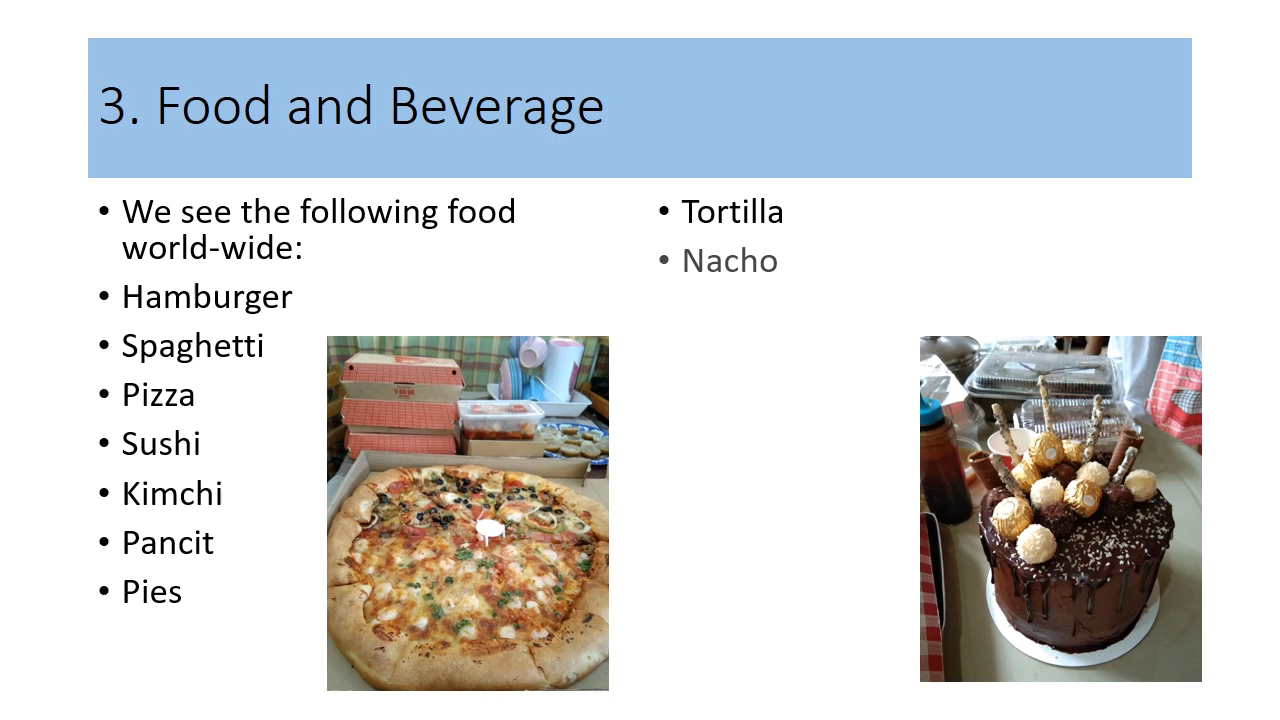 3. Food and Beverage
• We see the following food
world-wide:
• Hamburger
• Spaghetti
• Pizza
• Sushi
• Kimchi
• Pancit
• Pies
• Tortilla
• Nacho